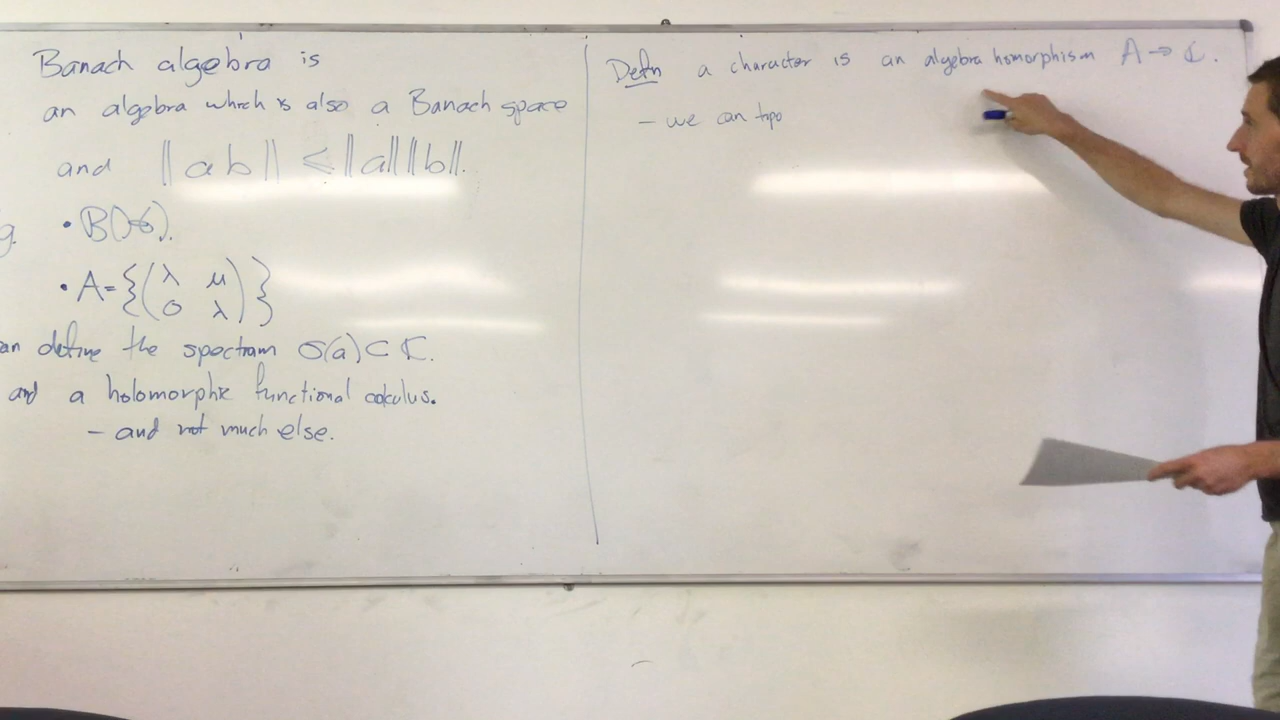 Banach algebra is
an algebra which is also a Banach space
and ‖ab‖ ≤ ‖a‖‖b‖.
g. • B(ℋ).
• A={(λ μ
0 λ)}
an define the spectrum σ(a)⊂ℂ.
and a holomorphic functional calculus.
– and not much else.
Defn a character is an algebra homorphism A→ℂ.
– we can topo